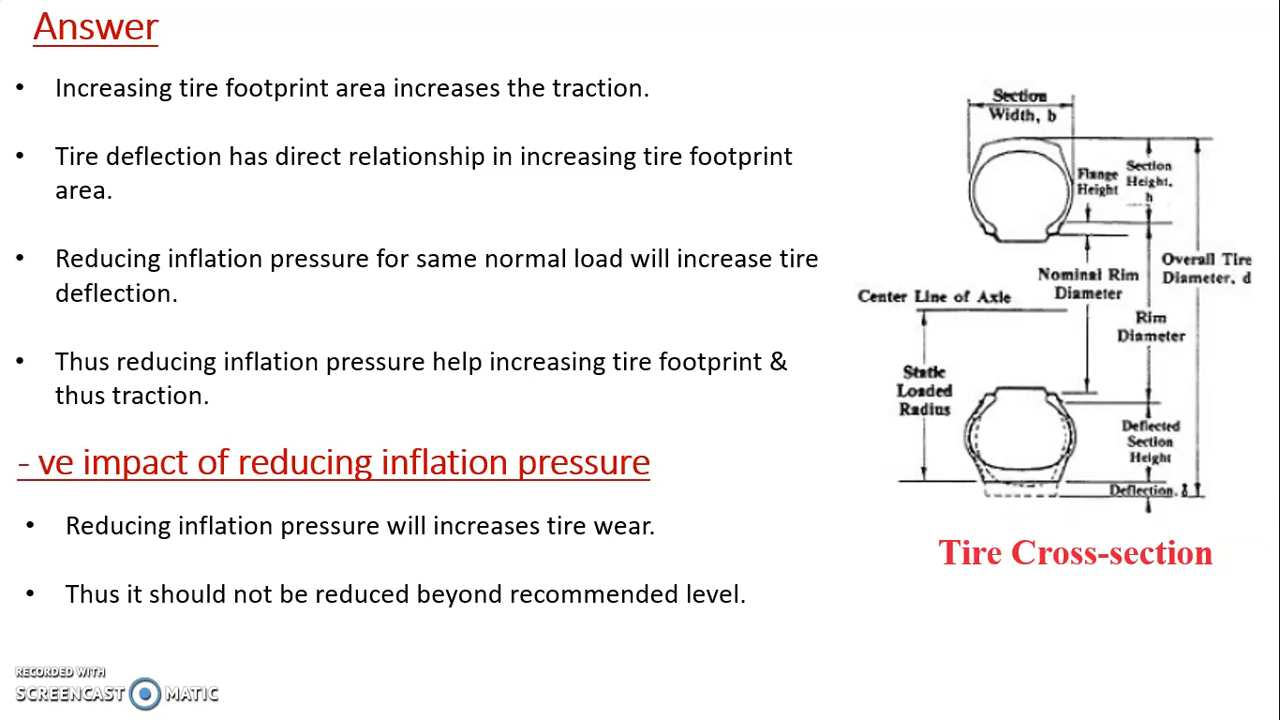 Answer
• Increasing tire footprint area increases the traction.
• Tire deflection has direct relationship in increasing tire footprint
area.
• Reducing inflation pressure for same normal load will increase tire
deflection.
• Thus reducing inflation pressure help increasing tire footprint &
thus traction.
- ve impact of reducing inflation pressure
• Reducing inflation pressure will increases tire wear.
• Thus it should not be reduced beyond recommended level.
Section
Width, b
Flange
Height
Section
Height,
h
Overall Tire
Diameter, d
Nominal Rim
Diameter
Center Line of Axle
Rim
Diameter
Static
Loaded
Radius
Deflected
Section
Height
Deflection, δ
Tire Cross-section
RECORDED WITH
SCREENCAST MATIC